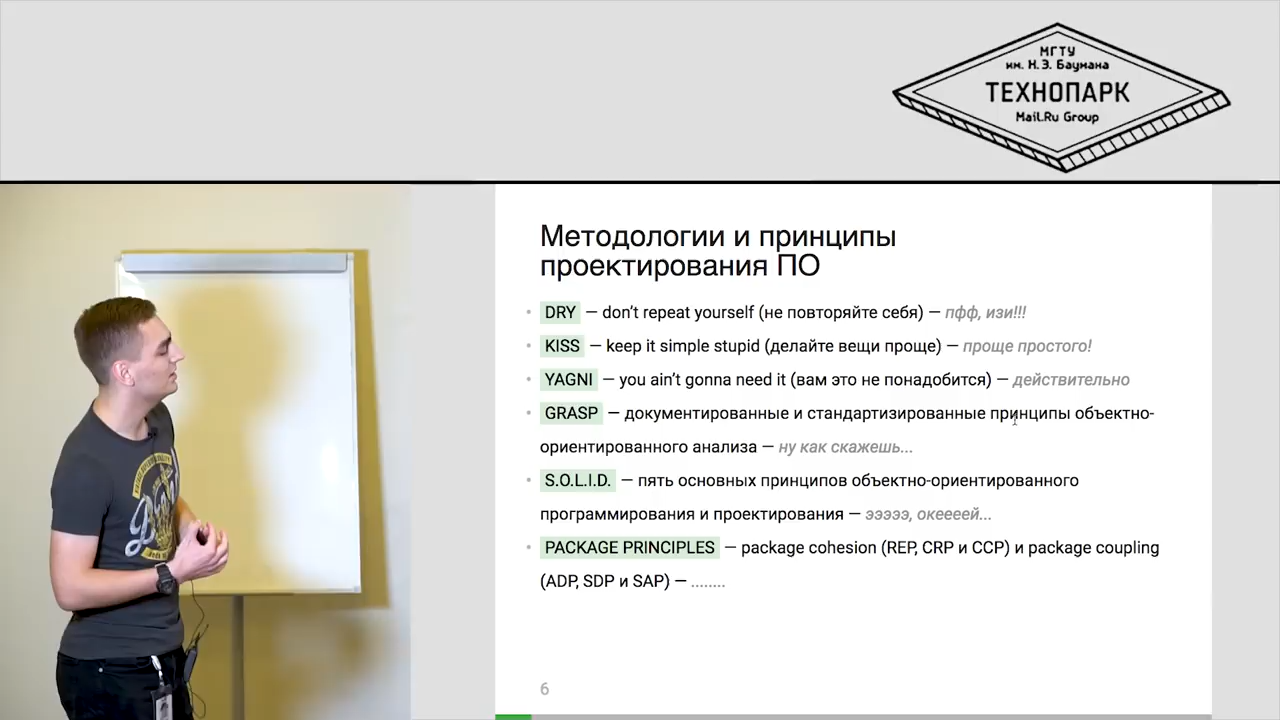 МГТУ
им. Н.Э. Баумана
ТЕХНОПАРК
Mail.Ru Group
Методологии и принципы
проектирования ПО
DRY — don’t repeat yourself (не повторяйте себя) — пфф, изи!!!
KISS — keep it simple stupid (делайте вещи проще) — проще простого!
YAGNI — you ain’t gonna need it (вам это не понадобится) — действительно
GRASP — документированные и стандартизированные принципы объектно-
ориентированного анализа — ну как скажешь...
S.O.L.I.D. — пять основных принципов объектно-ориентированного
программирования и проектирования — эээээ, океееей...
PACKAGE PRINCIPLES — package cohesion (REP, CRP и CCP) и package coupling
(ADP, SDP и SAP) — ........
6